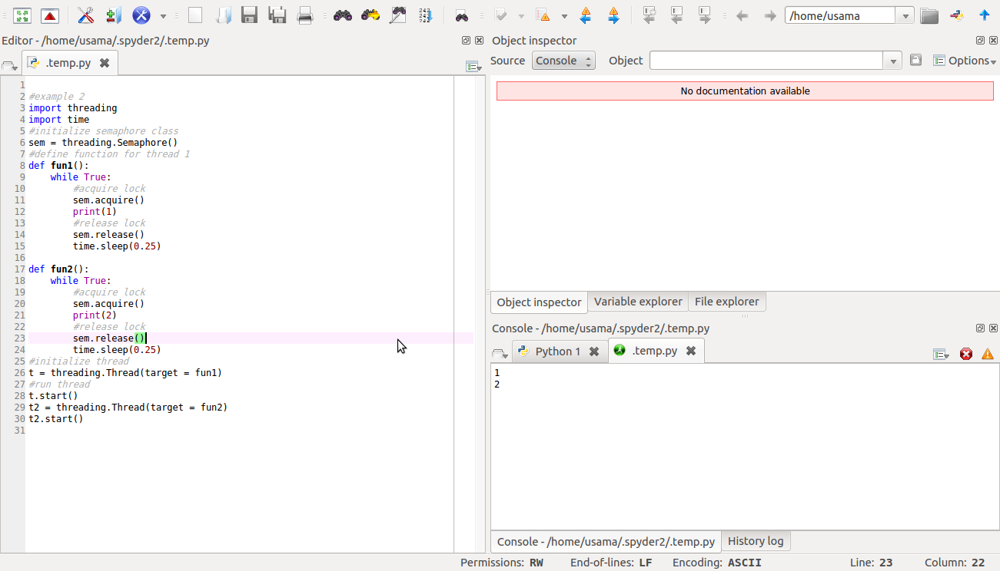 /home/usama
Editor - /home/usama/.spyder2/.temp.py
Object inspector
.temp.py
Source Console Object Options
No documentation available
1
2 #example 2
3 import threading
4 import time
5 #initialize semaphore class
6 sem = threading.Semaphore()
7 #define function for thread 1
8 def fun1():
9     while True:
10         #acquire lock
11         sem.acquire()
12         print(1)
13         #release lock
14         sem.release()
15         time.sleep(0.25)
16
17 def fun2():
18     while True:
19         #acquire lock
20         sem.acquire()
21         print(2)
22         #release lock
23         sem.release()
24         time.sleep(0.25)
25 #initialize thread
26 t = threading.Thread(target = fun1)
27 #run thread
28 t.start()
29 t2 = threading.Thread(target = fun2)
30 t2.start()
31
Object inspector Variable explorer File explorer
Console - /home/usama/.spyder2/.temp.py
Python 1 .temp.py
1
2
Console - /home/usama/.spyder2/.temp.py History log
Permissions: RW End-of-lines: LF Encoding: ASCII Line: 23 Column: 22